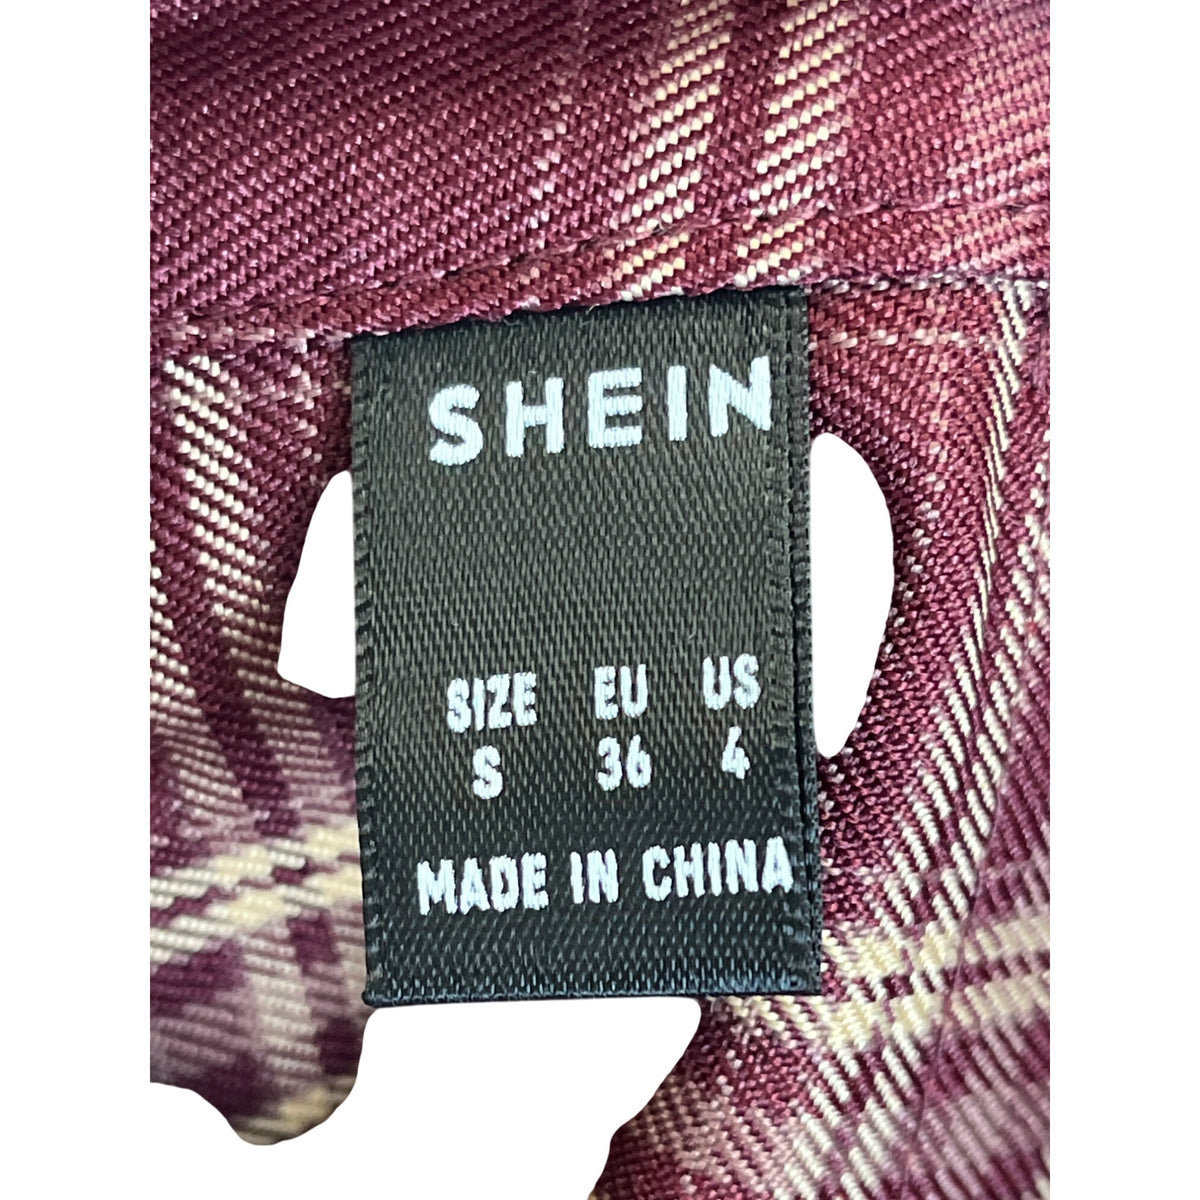 SHEIN
SIZE EU US
S 36 4
MADE IN CHINA